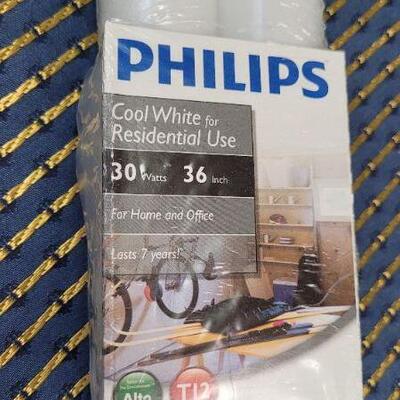 PHILIPS
Cool White for
Residential Use
30 Watts 36 Inch
For Home and Office
Lasts 7 years!*
Alto
T12